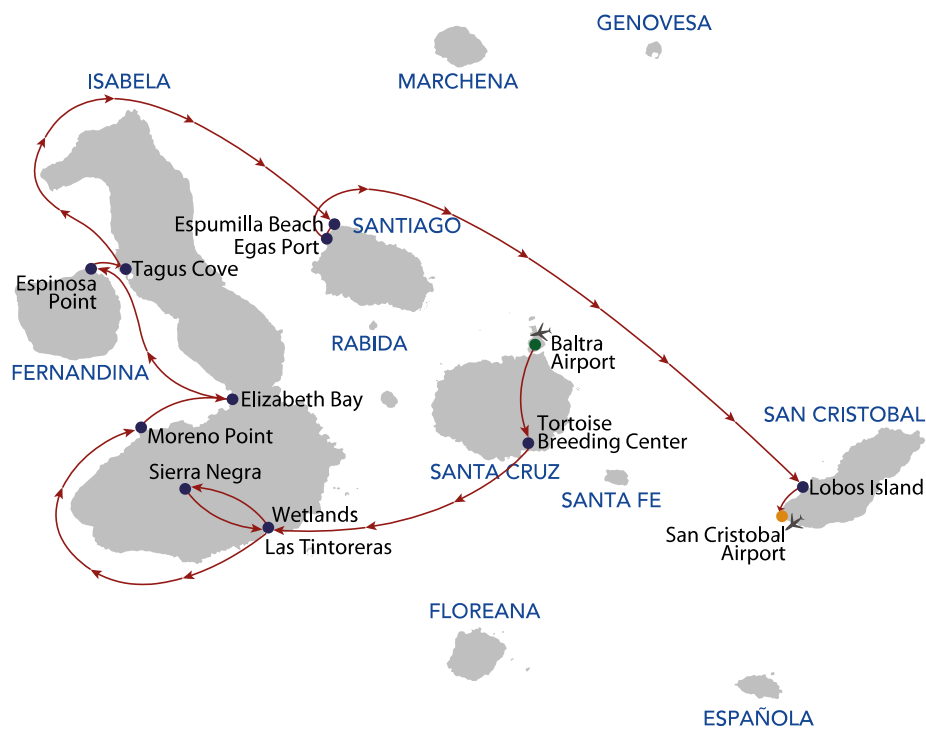 GENOVESA
MARCHENA
ISABELA
Espumilla Beach
SANTIAGO
Egas Port
Tagus Cove
Espinosa
Point
RABIDA
Baltra
Airport
FERNANDINA
Elizabeth Bay
SAN CRISTOBAL
Moreno Point
Tortoise
Breeding Center
Sierra Negra
SANTA CRUZ
SANTA FE
Lobos Island
Wetlands
Las Tintoreras
San Cristobal
Airport
FLOREANA
ESPAÑOLA